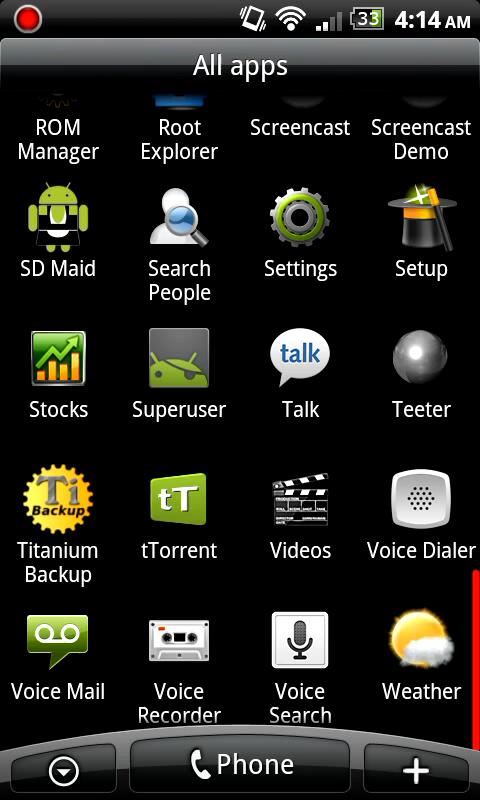 33 4:14 AM
All apps
ROM Manager
Root Explorer
Screencast
Screencast Demo
SD Maid
Search People
Settings
Setup
talk
Stocks
Superuser
Talk
Teeter
Ti Backup
tT
PRODUCTION
Titanium Backup
tTorrent
Videos
Voice Dialer
Voice Mail
Voice Recorder
Voice Search
Weather
Phone